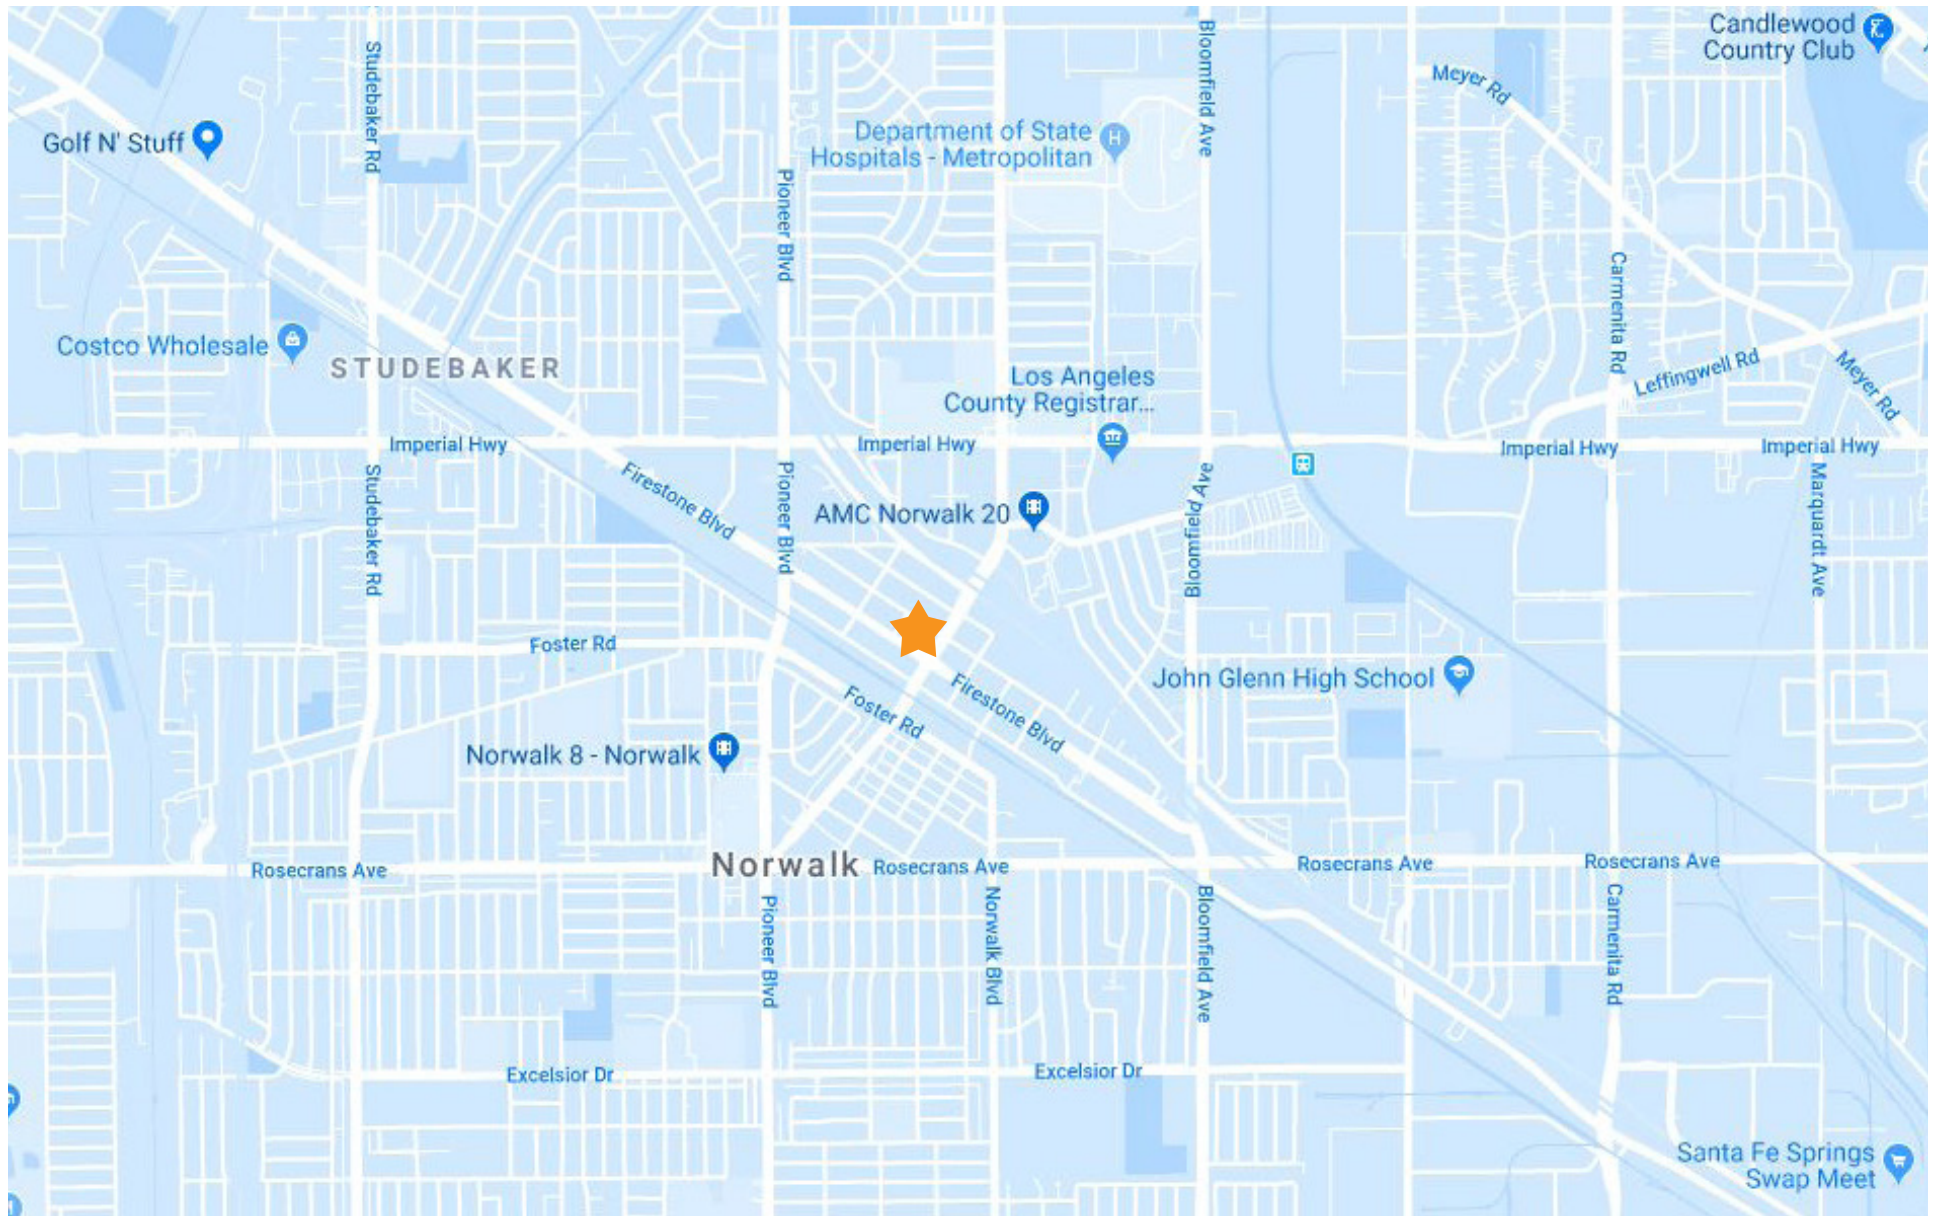 Candlewood
Country Club
Meyer Rd
Studebaker Rd
Bloomfield Ave
Golf N' Stuff
Department of State
Hospitals - Metropolitan
Pioneer Blvd
Carmenita Rd
Costco Wholesale
STUDEBAKER
Los Angeles
County Registrar...
Leffingwell Rd
Meyer Rd
Imperial Hwy
Imperial Hwy
Imperial Hwy
Imperial Hwy
Studebaker Rd
Firestone Blvd
Pioneer Blvd
AMC Norwalk 20
Bloomfield Ave
Marquardt Ave
Foster Rd
John Glenn High School
Foster Rd
Firestone Blvd
Norwalk 8 - Norwalk
Rosecrans Ave
Norwalk
Rosecrans Ave
Rosecrans Ave
Rosecrans Ave
Pioneer Blvd
Norwalk Blvd
Bloomfield Ave
Carmenita Rd
Excelsior Dr
Excelsior Dr
Santa Fe Springs
Swap Meet